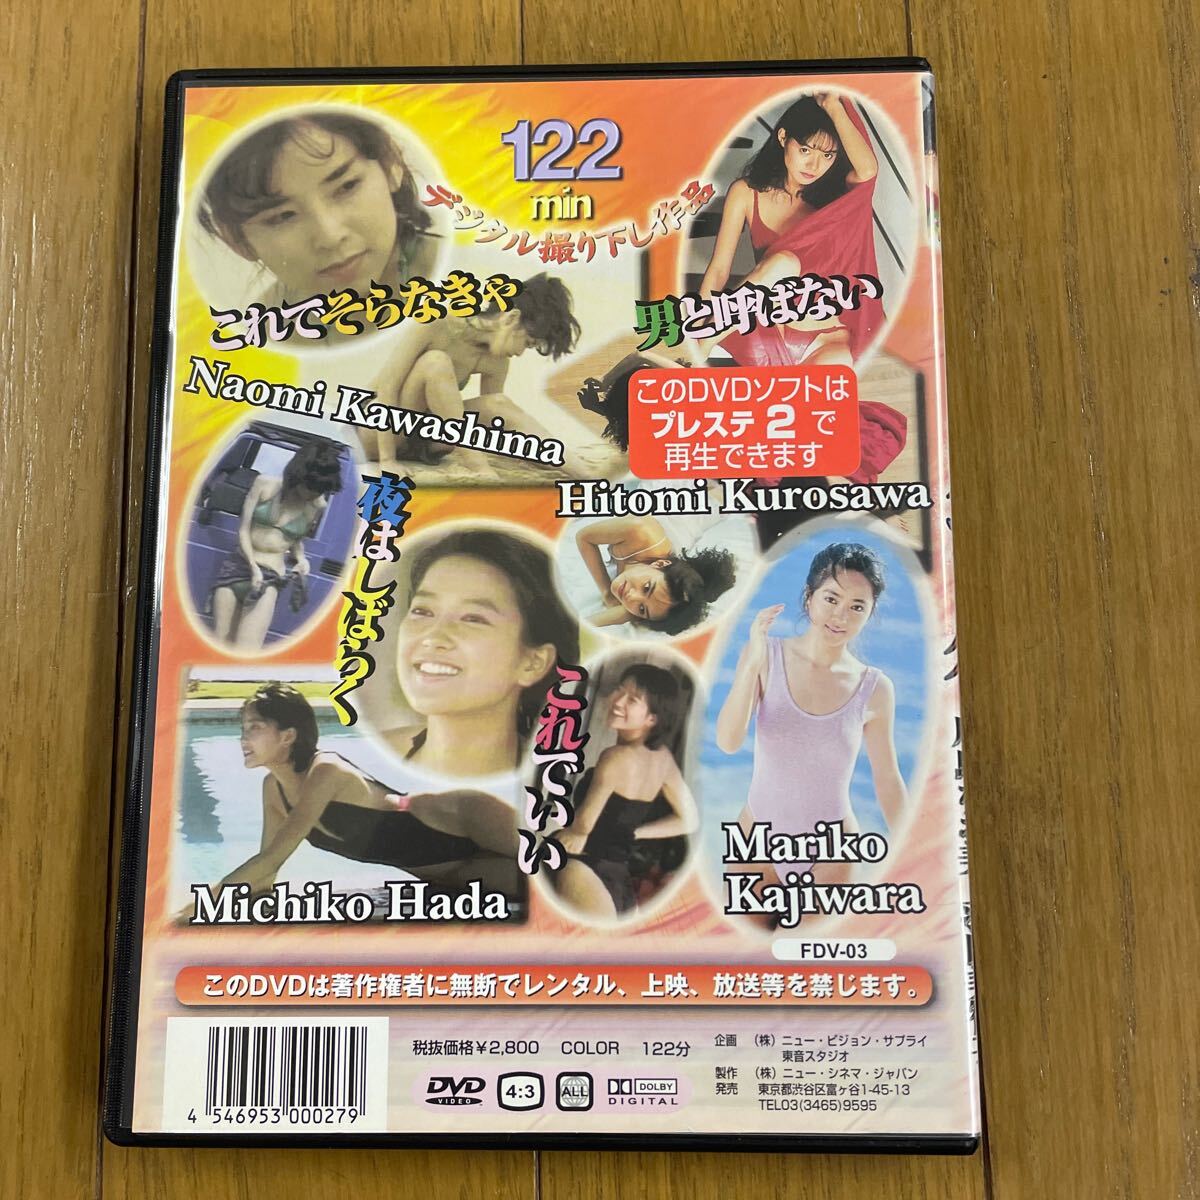 122
min
デジタル撮り下し作品
これでそらなきゃ
Naomi Kawashima
男と呼ばない
このDVDソフトは
プレステ2で
再生できます
Hitomi Kurosawa
夜はしばらく
これでいい
Michiko Hada
Mariko
Kajiwara
FDV-03
このDVDは著作権者に無断でレンタル、上映、放送等を禁じます。
税抜価格¥2,800 COLOR 122分
DVD
VIDEO
4:3
ALL
DOLBY
DIGITAL
企画 (株)ニュー・ビジョン・サプライ
東音スタジオ
製作 (株)ニュー・シネマ・ジャパン
発売 東京都渋谷区富ヶ谷1-45-13
TEL03(3465)9595
4 546953 000279